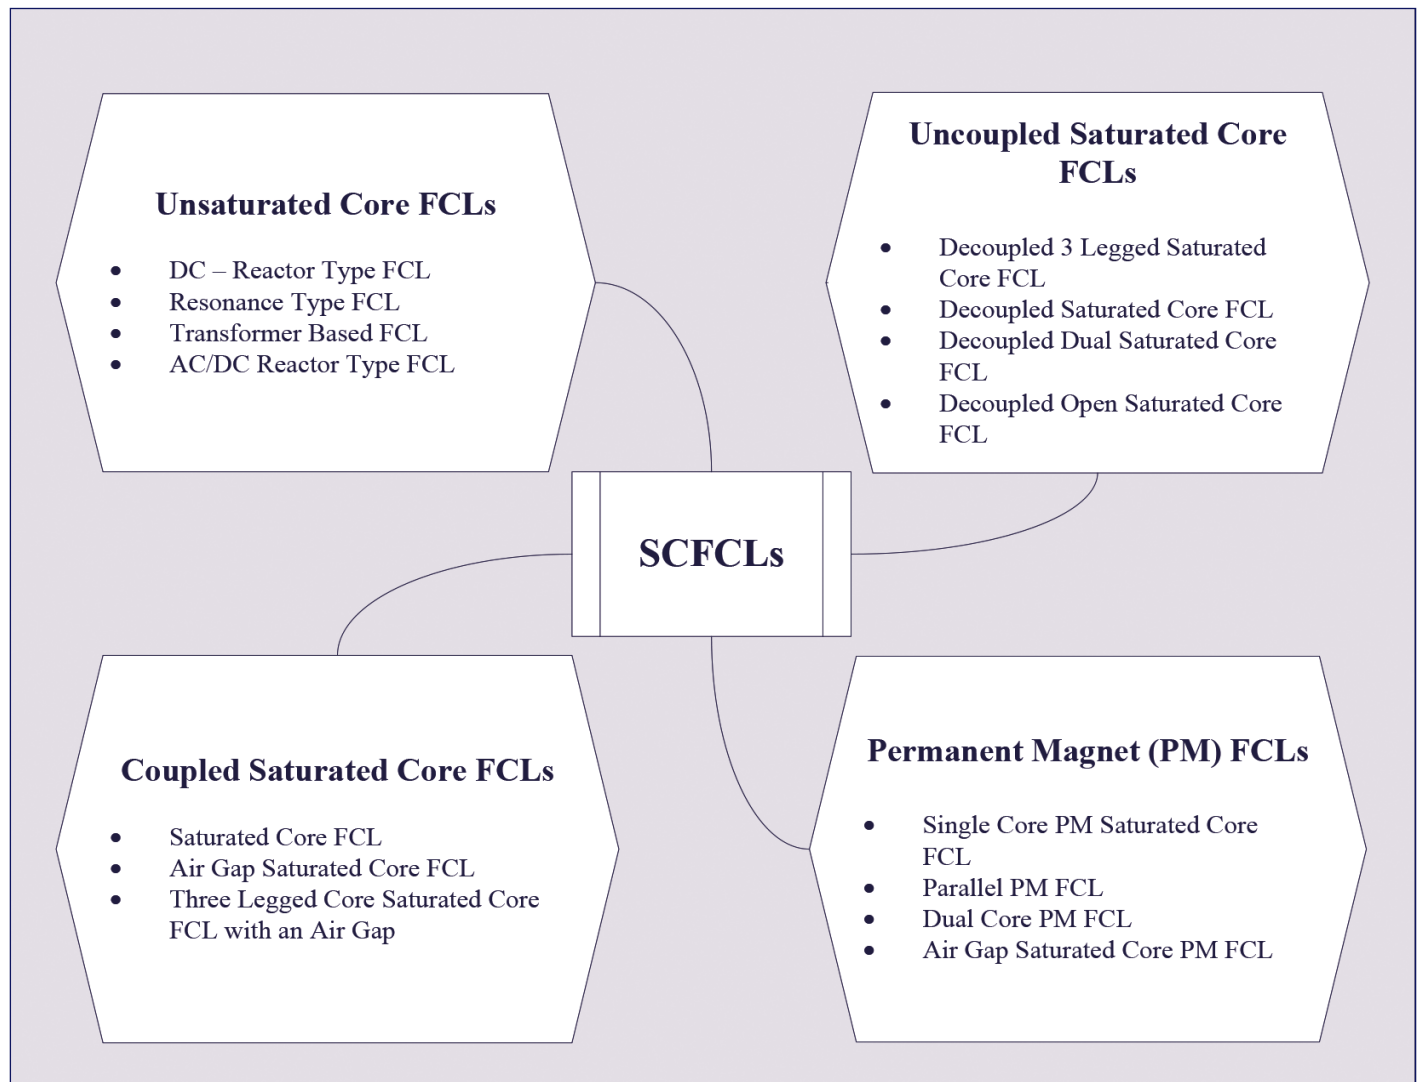 Unsaturated Core FCLs
• DC – Reactor Type FCL
• Resonance Type FCL
• Transformer Based FCL
• AC/DC Reactor Type FCL
Uncoupled Saturated Core
FCLs
• Decoupled 3 Legged Saturated
Core FCL
• Decoupled Saturated Core FCL
• Decoupled Dual Saturated Core
FCL
• Decoupled Open Saturated Core
FCL
SCFCLs
Coupled Saturated Core FCLs
• Saturated Core FCL
• Air Gap Saturated Core FCL
• Three Legged Core Saturated Core
FCL with an Air Gap
Permanent Magnet (PM) FCLs
• Single Core PM Saturated Core
FCL
• Parallel PM FCL
• Dual Core PM FCL
• Air Gap Saturated Core PM FCL